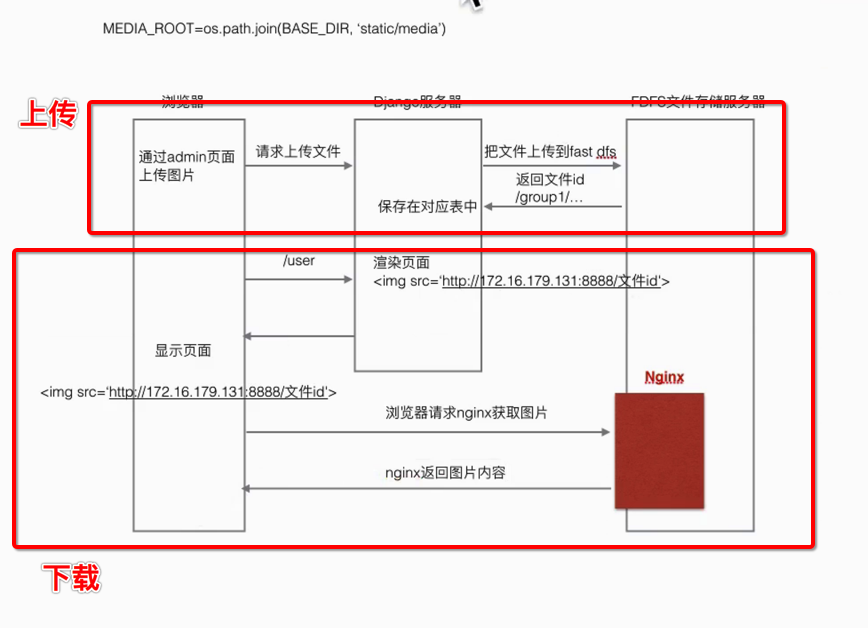 MEDIA_ROOT=os.path.join(BASE_DIR, ‘static/media’)
上传
浏览器
Django服务器
FDFS文件存储服务器
通过admin页面
上传图片
请求上传文件
把文件上传到fast dfs
返回文件id
/group1/...
保存在对应表中
/user
渲染页面
<img src=‘http://172.16.179.131:8888/文件id’>
显示页面
<img src=‘http://172.16.179.131:8888/文件id’>
Nginx
浏览器请求nginx获取图片
nginx返回图片内容
下载